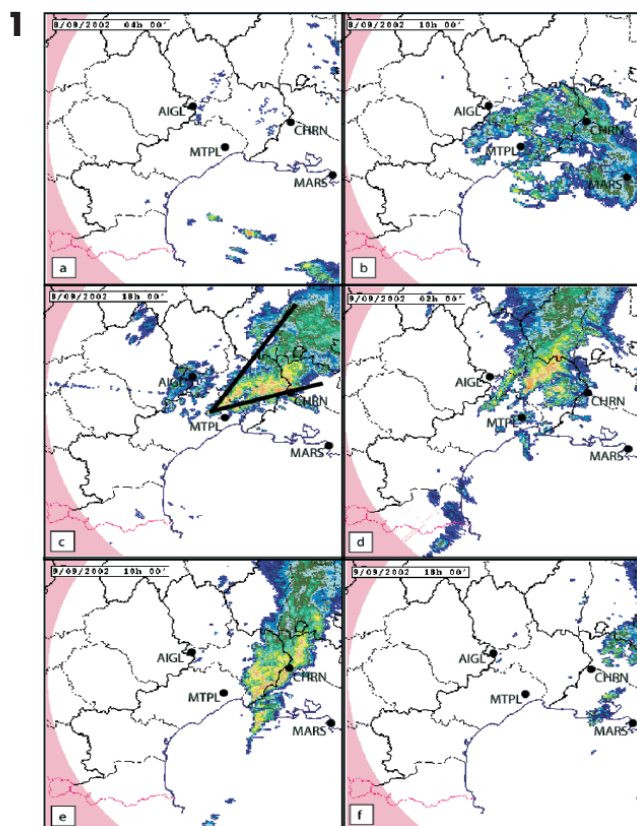 1
8/09/2002 04h 00'
AIGL
CHRN
MTPL
MARS
a
8/09/2002 10h 00'
AIGL
CHRN
MTPL
MARS
b
8/09/2002 18h 00'
AIGL
CHRN
MTPL
MARS
c
9/09/2002 02h 00'
AIGL
CHRN
MTPL
MARS
d
9/09/2002 10h 00'
AIGL
CHRN
MTPL
MARS
e
9/09/2002 18h 00'
AIGL
CHRN
MTPL
MARS
f